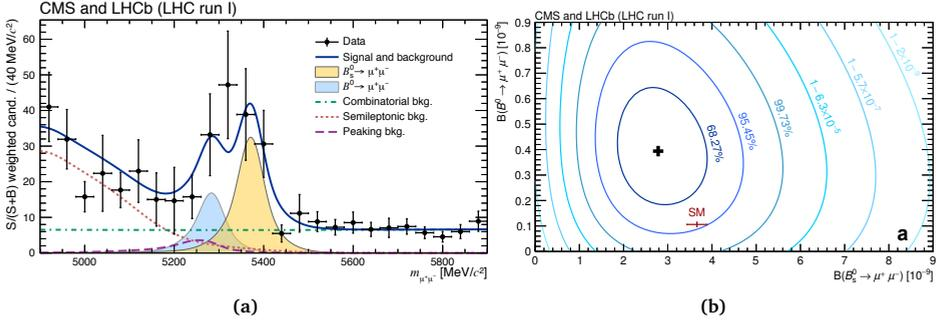 CMS and LHCb (LHC run I)
S/(S+B) weighted cand. / (40 MeV/c²)
60
50
40
30
20
10
0
5000
5200
5400
5600
5800
m_μ⁺μ⁻ [MeV/c²]
Data
Signal and background
B⁰ₛ→ μ⁺μ⁻
B⁰→ μ⁺μ⁻
Combinatorial bkg.
Semileptonic bkg.
Peaking bkg.
(a)
CMS and LHCb (LHC run I)
B(B⁰→ μ⁺ μ⁻) [10⁻⁹]
0.9
0.8
0.7
0.6
0.5
0.4
0.3
0.2
0.1
0
0
1
2
3
4
5
6
7
8
9
B(B⁰ₛ→ μ⁺ μ⁻) [10⁻⁹]
68.27%
95.45%
99.73%
1−6.3×10⁻⁵
1−5.7×10⁻⁷
1−2×10⁻⁹
SM
a
(b)